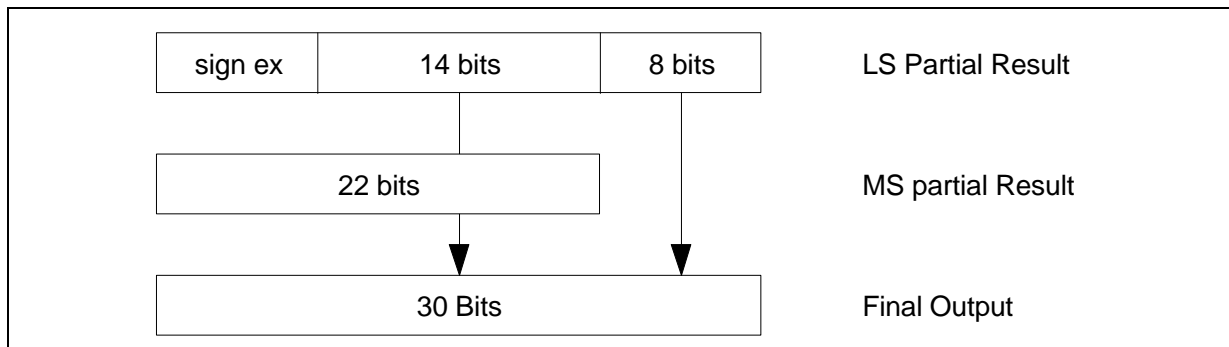 sign ex 14 bits 8 bits LS Partial Result
22 bits MS partial Result
30 Bits Final Output